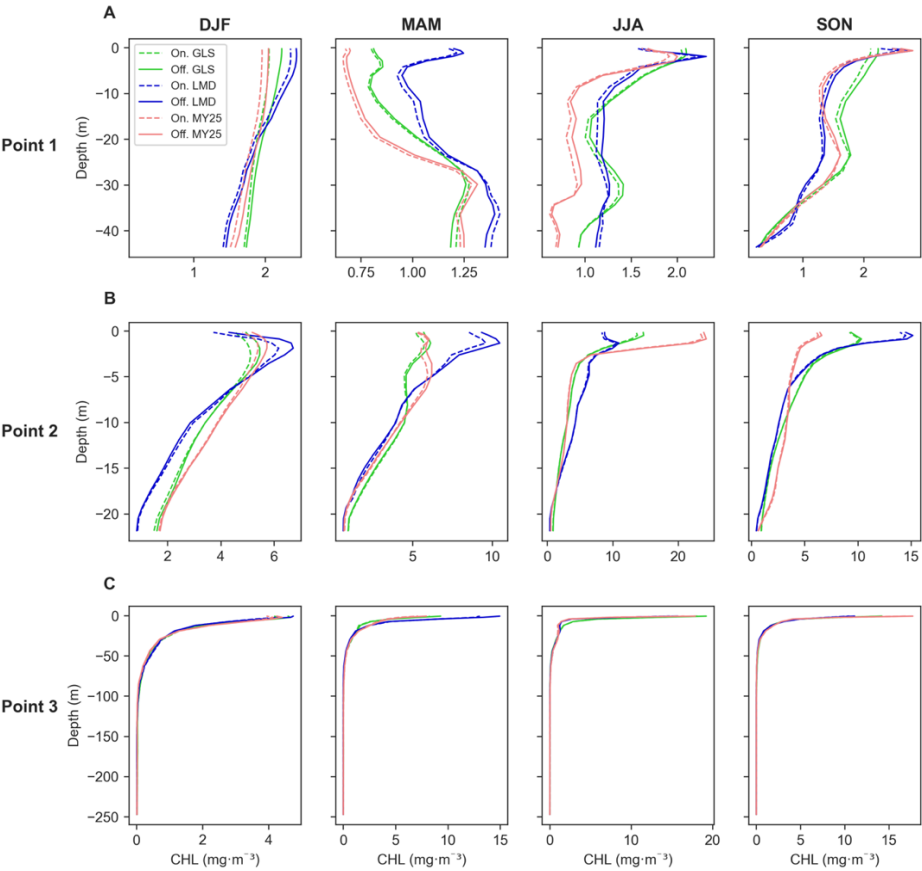 A
DJF MAM JJA SON
Point 1
Depth (m)
0
−10
−20
−30
−40
On. GLS
Off. GLS
On. LMD
Off. LMD
On. MY25
Off. MY25
1 2
0.75 1.00 1.25
1.0 1.5 2.0
1 2
B
Point 2
Depth (m)
0
−5
−10
−15
−20
2 4 6
5 10
0 10 20
0 5 10 15
C
Point 3
Depth (m)
0
−50
−100
−150
−200
−250
0 2 4
0 5 10 15
0 10 20
0 5 10 15
CHL (mg·m⁻³) CHL (mg·m⁻³) CHL (mg·m⁻³) CHL (mg·m⁻³)